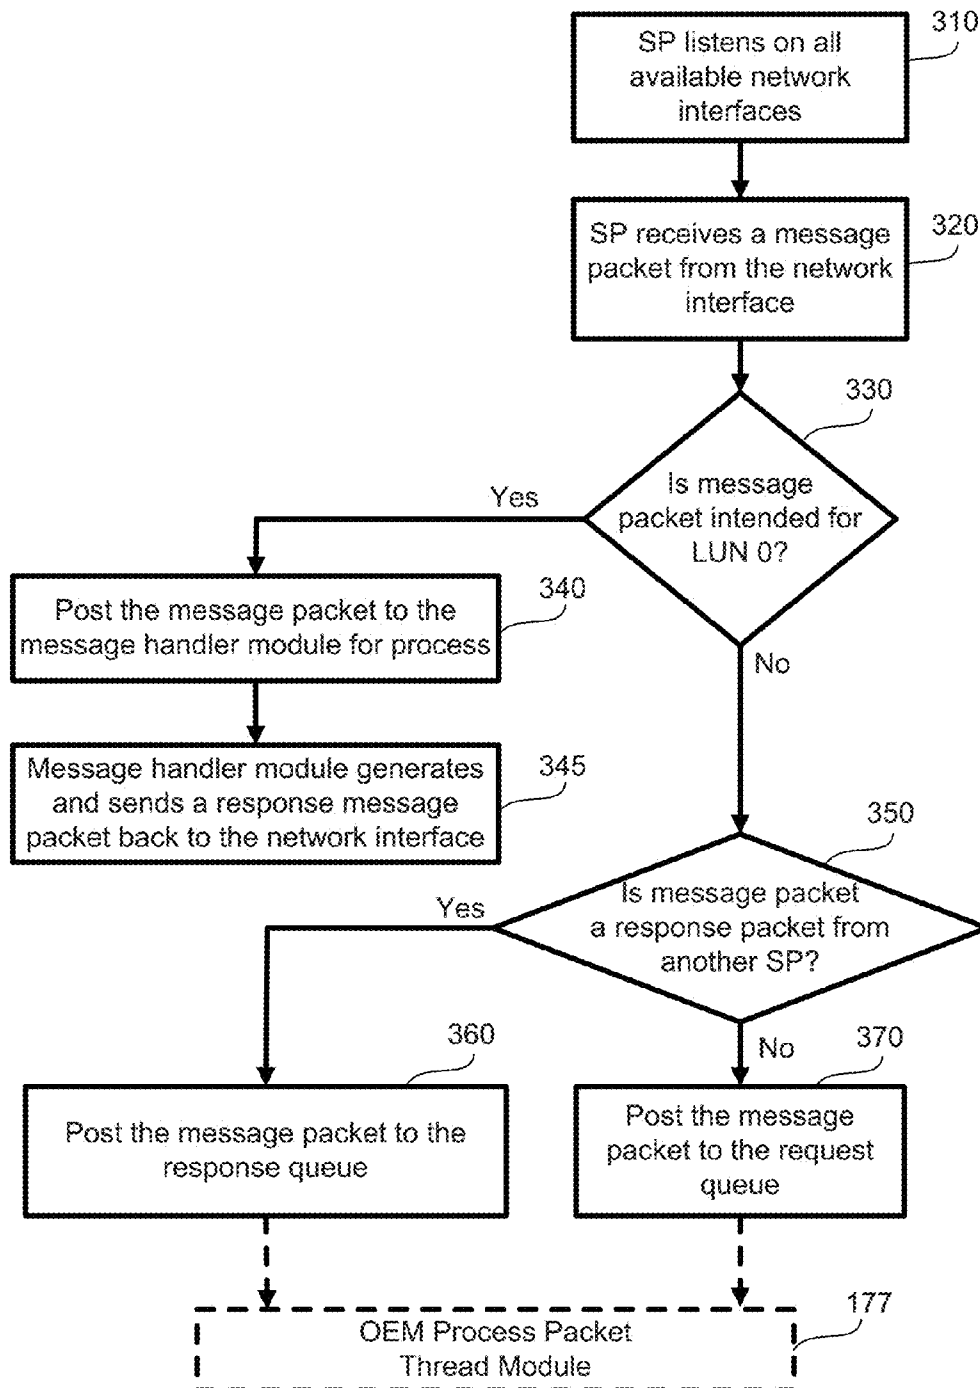 310
SP listens on all
available network
interfaces
320
SP receives a message
packet from the network
interface
330
Is message
packet intended for
LUN 0?
Yes
No
340
Post the message packet to the
message handler module for process
345
Message handler module generates
and sends a response message
packet back to the network interface
350
Is message packet
a response packet from
another SP?
Yes
No
360
Post the message packet to the
response queue
370
Post the message
packet to the request
queue
177
OEM Process Packet
Thread Module